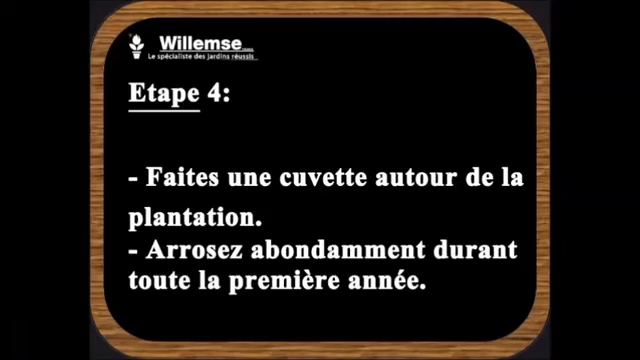 Willemse
Le spécialiste des jardins réussis
Etape 4:
- Faites une cuvette autour de la
plantation.
- Arrosez abondamment durant
toute la première année.